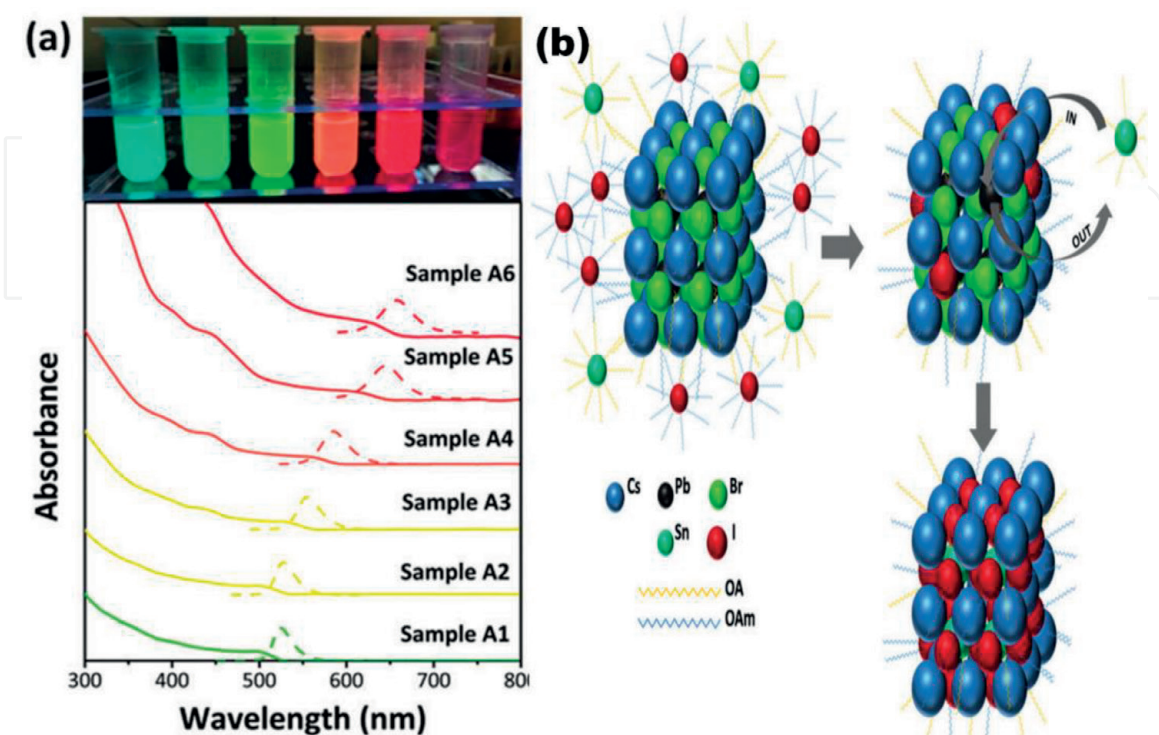 (a)
Absorbance
Sample A6
Sample A5
Sample A4
Sample A3
Sample A2
Sample A1
300 400 500 600 700 800
Wavelength (nm)
(b)
IN
OUT
Cs Pb Br
Sn I
OA
OAm